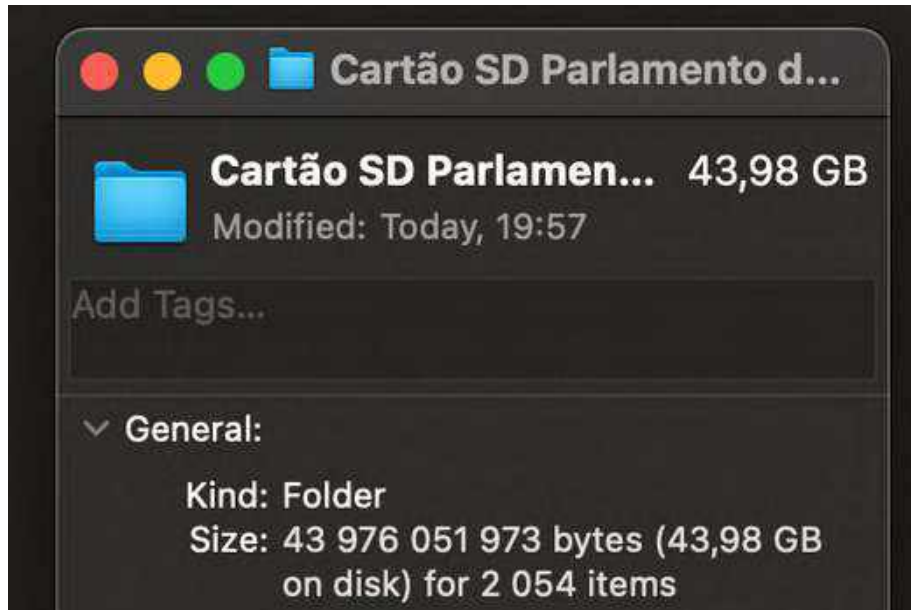 Cartão SD Parlamento d...
Cartão SD Parlamen... 43,98 GB
Modified: Today, 19:57
Add Tags...
General:
Kind: Folder
Size: 43 976 051 973 bytes (43,98 GB
on disk) for 2 054 items